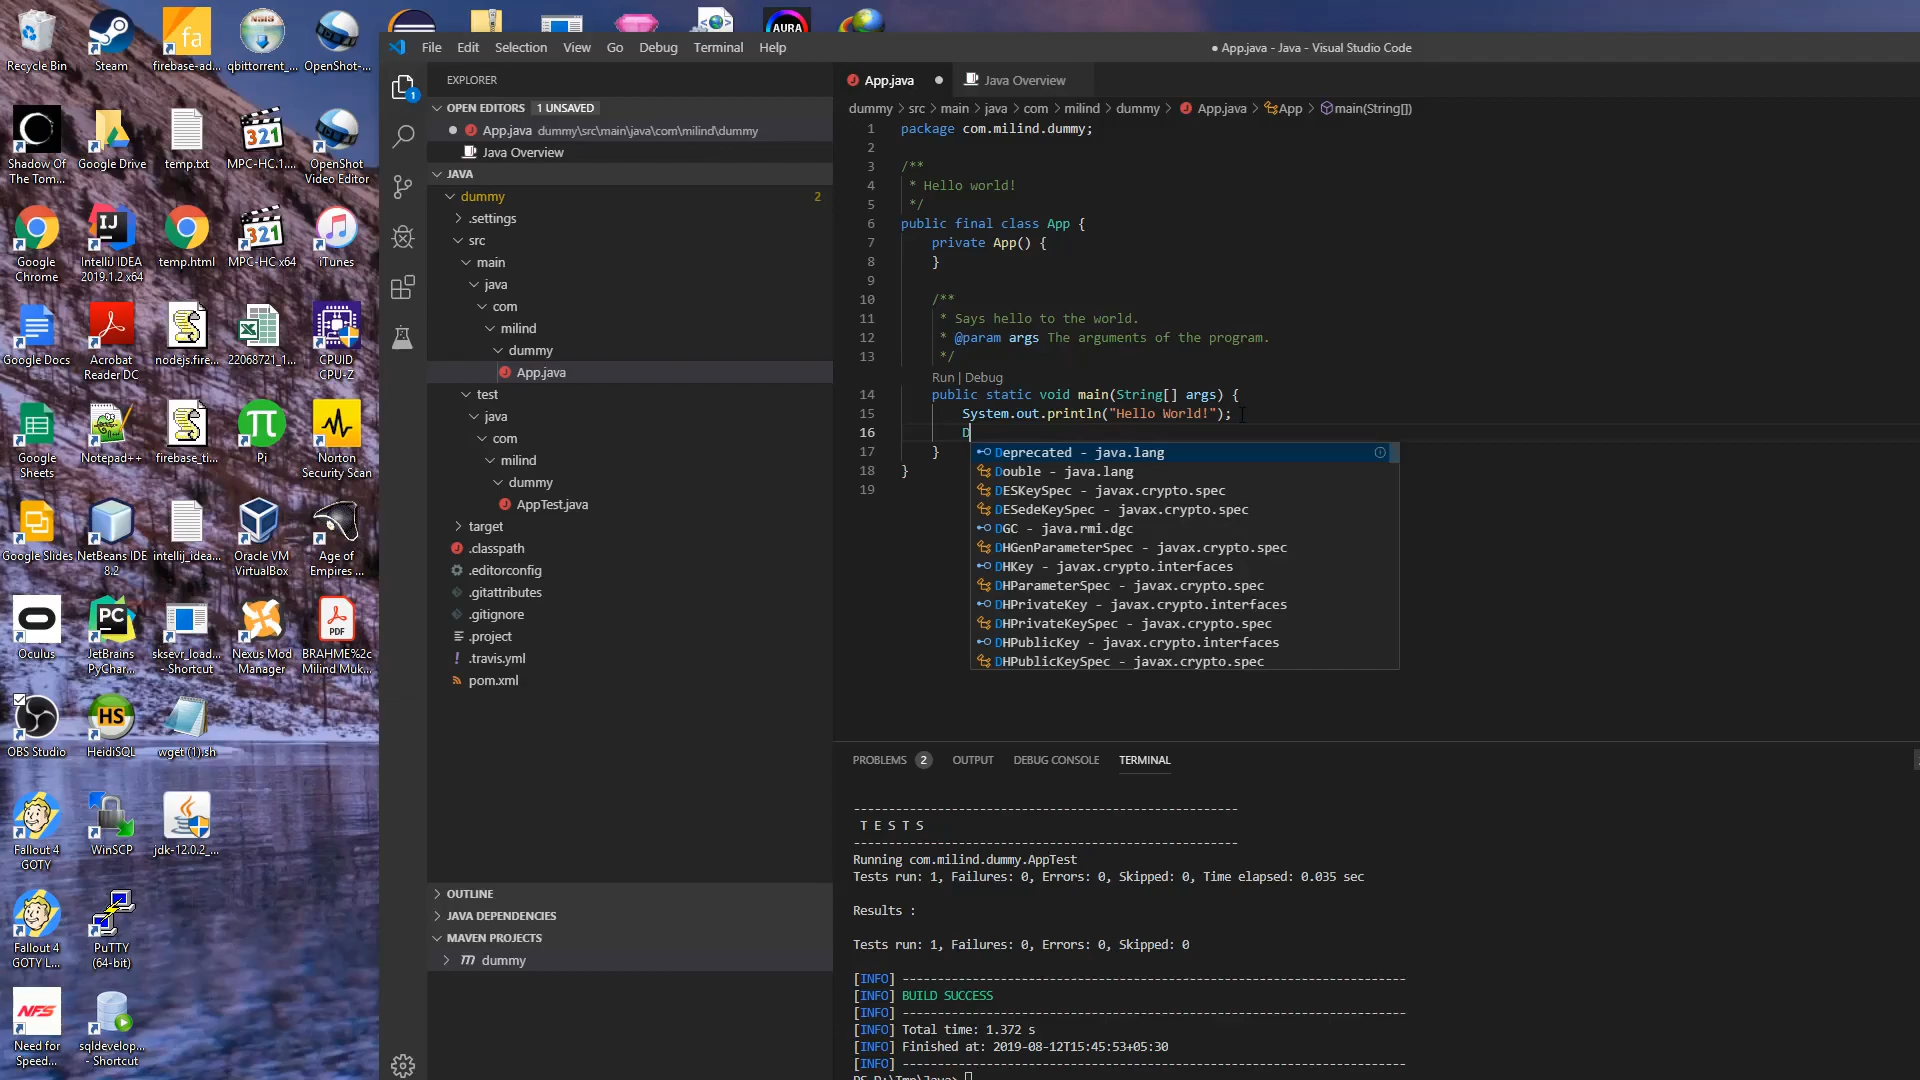 Recycle Bin
Steam
firebase-ad...
qbittorrent_...
OpenShot-...
Shadow Of
The Tom...
Google Drive
temp.txt
MPC-HC.1....
OpenShot
Video Editor
Google
Chrome
IntelliJ IDEA
2019.1.2 x64
temp.html
MPC-HC x64
iTunes
Google Docs
Acrobat
Reader DC
nodejs.fire...
22068721_1...
CPUID
CPU-Z
Google
Sheets
Notepad++
firebase_ti...
Pi
Norton
Security Scan
Google Slides
NetBeans IDE
8.2
intellij_idea...
Oracle VM
VirtualBox
Age of
Empires ...
Oculus
JetBrains
PyChar...
sksevr_load...
- Shortcut
Nexus Mod
Manager
BRAHME%2c
Milind Muk...
OBS Studio
HeidiSQL
wget (1).sh
Fallout 4
GOTY
WinSCP
jdk-12.0.2_...
Fallout 4
GOTY L...
PuTTY
(64-bit)
Need for
Speed...
sqldevelop...
- Shortcut
AURA
File Edit Selection View Go Debug Terminal Help
● App.java - Java - Visual Studio Code
EXPLORER
OPEN EDITORS 1 UNSAVED
App.java dummy\src\main\java\com\milind\dummy
Java Overview
JAVA
dummy 2
.settings
src
main
java
com
milind
dummy
App.java
test
java
com
milind
dummy
AppTest.java
target
.classpath
.editorconfig
.gitattributes
.gitignore
.project
.travis.yml
pom.xml
OUTLINE
JAVA DEPENDENCIES
MAVEN PROJECTS
dummy
App.java Java Overview
dummy > src > main > java > com > milind > dummy > App.java > App > main(String[])
1 package com.milind.dummy;
2
3 /**
4 * Hello world!
5 */
6 public final class App {
7 private App() {
8 }
9
10 /**
11 * Says hello to the world.
12 * @param args The arguments of the program.
13 */
Run | Debug
14 public static void main(String[] args) {
15 System.out.println("Hello World!");
16 D
17 }
18 }
19
Deprecated - java.lang
Double - java.lang
DESKeySpec - javax.crypto.spec
DESedeKeySpec - javax.crypto.spec
DGC - java.rmi.dgc
DHGenParameterSpec - javax.crypto.spec
DHKey - javax.crypto.interfaces
DHParameterSpec - javax.crypto.spec
DHPrivateKey - javax.crypto.interfaces
DHPrivateKeySpec - javax.crypto.spec
DHPublicKey - javax.crypto.interfaces
DHPublicKeySpec - javax.crypto.spec
PROBLEMS 2 OUTPUT DEBUG CONSOLE TERMINAL
-------------------------------------------------------
T E S T S
-------------------------------------------------------
Running com.milind.dummy.AppTest
Tests run: 1, Failures: 0, Errors: 0, Skipped: 0, Time elapsed: 0.035 sec
Results :
Tests run: 1, Failures: 0, Errors: 0, Skipped: 0
[INFO] ------------------------------------------------------------------------
[INFO] BUILD SUCCESS
[INFO] ------------------------------------------------------------------------
[INFO] Total time: 1.372 s
[INFO] Finished at: 2019-08-12T15:45:53+05:30
[INFO] ------------------------------------------------------------------------
PS D:\Tmp\Java>